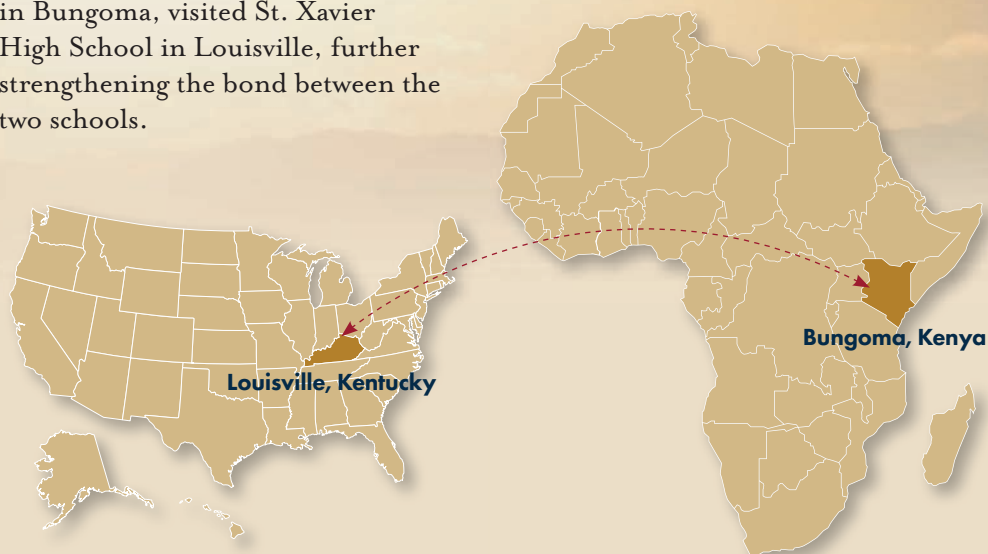 in Bungoma, visited St. Xavier
High School in Louisville, further
strengthening the bond between the
two schools.
Bungoma, Kenya
Louisville, Kentucky